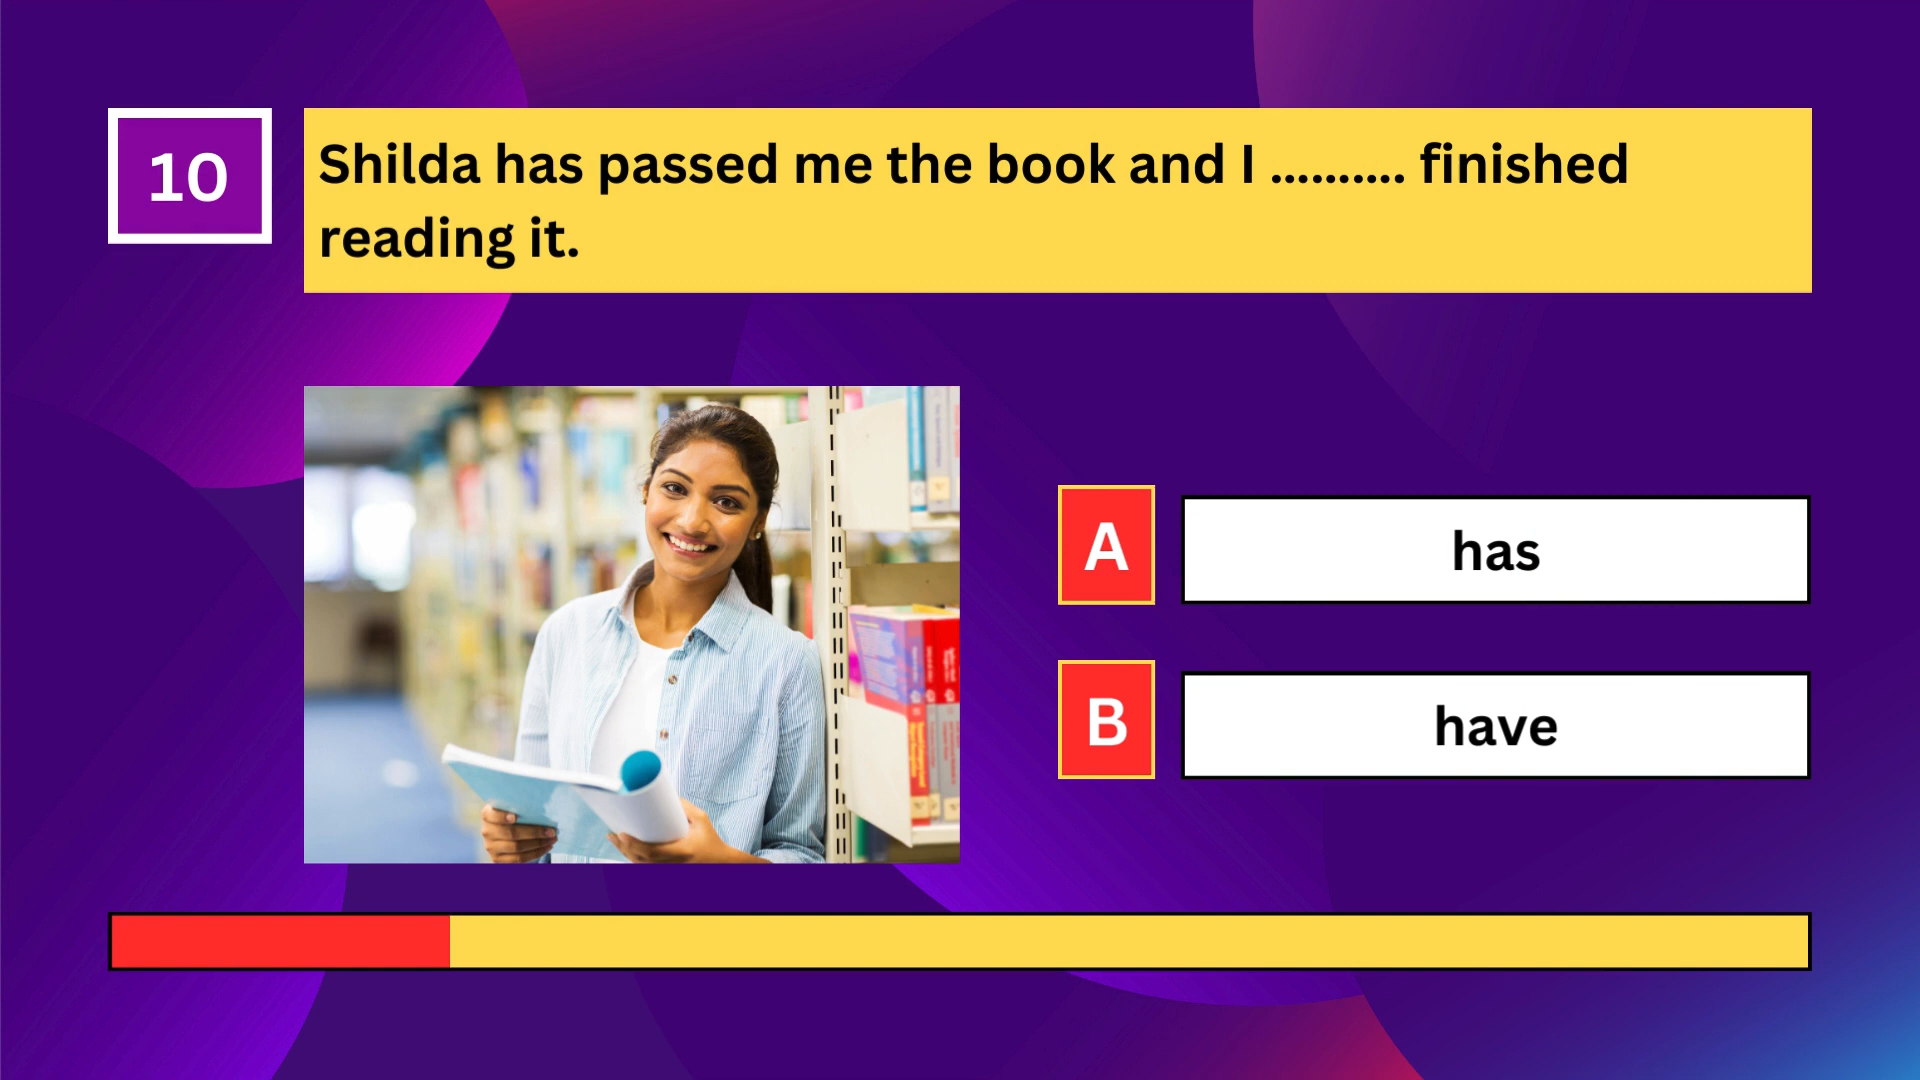 10
Shilda has passed me the book and I .......... finished
reading it.
A
has
B
have